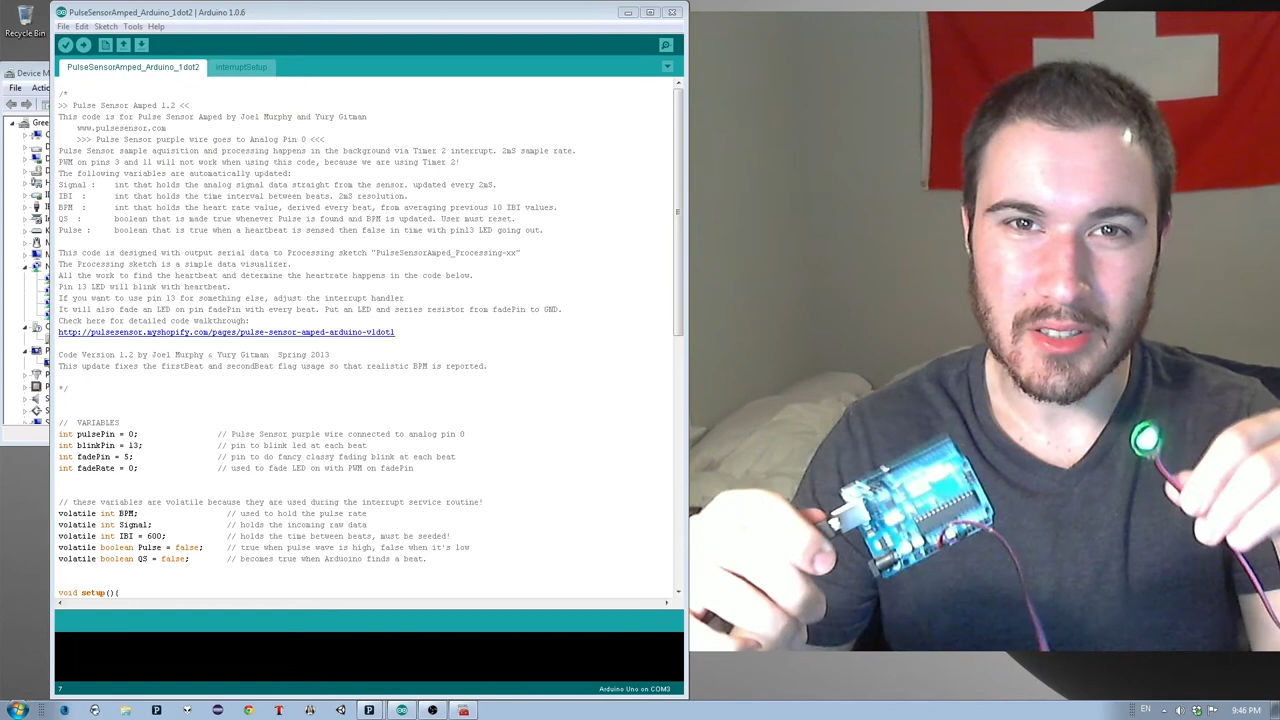 PulseSensorAmped_Arduino_1dot2 | Arduino 1.0.6
File Edit Sketch Tools Help
Recycle Bin
PulseSensorAmped_Arduino_1dot2
interruptSetup
Device M
File
/*
>> Pulse Sensor Amped 1.2 <<
This code is for Pulse Sensor Amped by Joel Murphy and Yury Gitman
www.pulsesensor.com
>>> Pulse Sensor purple wire goes to Analog Pin 0 <<<
Pulse Sensor sample aquisition and processing happens in the background via Timer 2 interrupt. 2mS sample rate.
PWM on pins 3 and 11 will not work when using this code, because we are using Timer 2!
The following variables are automatically updated:
Signal : int that holds the analog signal data straight from the sensor. updated every 2mS.
IBI : int that holds the time interval between beats. 2mS resolution.
BPM : int that holds the heart rate value, derived every beat, from averaging previous 10 IBI values.
QS : boolean that is made true whenever Pulse is found and BPM is updated. User must reset.
Pulse : boolean that is true when a heartbeat is sensed then false in time with pin13 LED going out.
This code is designed with output serial data to Processing sketch "PulseSensorAmped_Processing-xx"
The Processing sketch is a simple data visualizer.
All the work to find the heartbeat and determine the heartrate happens in the code below.
Pin 13 LED will blink with heartbeat.
If you want to use pin 13 for something else, adjust the interrupt handler
It will also fade an LED on pin fadePin with every beat. Put an LED and series resistor from fadePin to GND.
Check here for detailed code walkthrough:
http://pulsesensor.myshopify.com/pages/pulse-sensor-amped-arduino-v1dot1
Code Version 1.2 by Joel Murphy & Yury Gitman Spring 2013
This update fixes the firstBeat and secondBeat flag usage so that realistic BPM is reported.
*/
// VARIABLES
int pulsePin = 0; // Pulse Sensor purple wire connected to analog pin 0
int blinkPin = 13; // pin to blink led at each beat
int fadePin = 5; // pin to do fancy classy fading blink at each beat
int fadeRate = 0; // used to fade LED on with PWM on fadePin
// these variables are volatile because they are used during the interrupt service routine!
volatile int BPM; // used to hold the pulse rate
volatile int Signal; // holds the incoming raw data
volatile int IBI = 600; // holds the time between beats, must be seeded!
volatile boolean Pulse = false; // true when pulse wave is high, false when it's low
volatile boolean QS = false; // becomes true when Arduoino finds a beat.
void setup(){
7
Arduino Uno on COM3
EN
9:46 PM